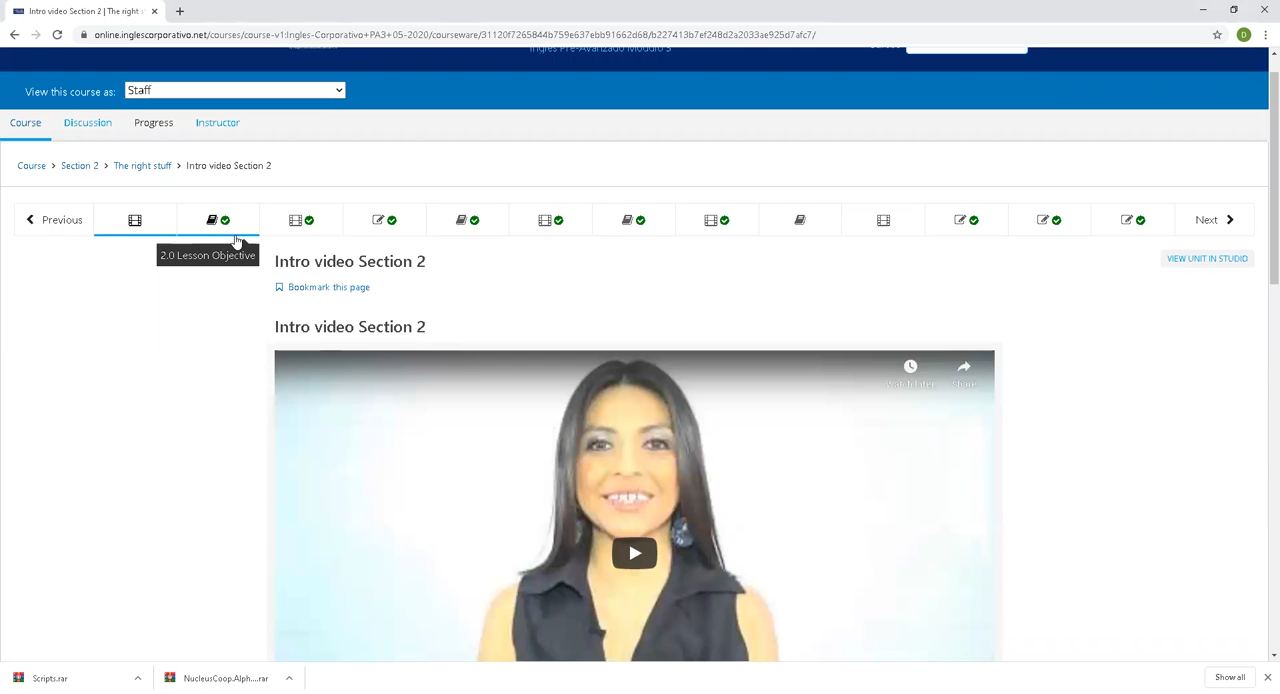 Intro video Section 2 | The right s
online.inglescorporativo.net/courses/course-v1:Ingles-Corporativo+PA3+05-2020/courseware/31120f7265844b759e637ebb91662d68/b227413b7ef248d2a2033ae925d7afc7/
D
Ingles Pre-Avanzado Modulo 3
View this course as:
Staff
Course
Discussion
Progress
Instructor
Course > Section 2 > The right stuff > Intro video Section 2
Previous
Next
2.0 Lesson Objective
Intro video Section 2
VIEW UNIT IN STUDIO
Bookmark this page
Intro video Section 2
Watch later
Share
Scripts.rar
NucleusCoop.Alph....rar
Show all